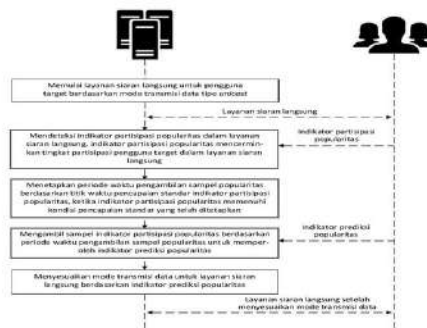 Memulai layanan siaran langsung untuk pengguna
target berdasarkan mode transmisi data tipe unicast
Layanan siaran langsung
Mendeteksi indikator partisipasi popularitas dalam layanan
siaran langsung, indikator partisipasi popularitas mencermin-
tingkat partisipasi pengguna target dalam layanan siaran
langsung
Indikator partisipasi
popularitas
Menetapkan periode waktu pengambilan sampel popularitas
berdasarkan titik waktu pencapaian standar indikator partisipasi
popularitas, ketika indikator partisipasi popularitas memenuhi
kondisi pencapaian standar yang telah ditetapkan
Mengambil sampel indikator partisipasi popularitas berdasarkan
periode waktu pengambilan sampel popularitas untuk memper-
oleh indikator prediksi popularitas
indikator prediksi
popularitas
Menyesuaikan mode transmisi data untuk layanan siaran
langsung berdasarkan indikator prediksi popularitas
Layanan siaran langsung setelah
menyesuaikan mode transmisi data